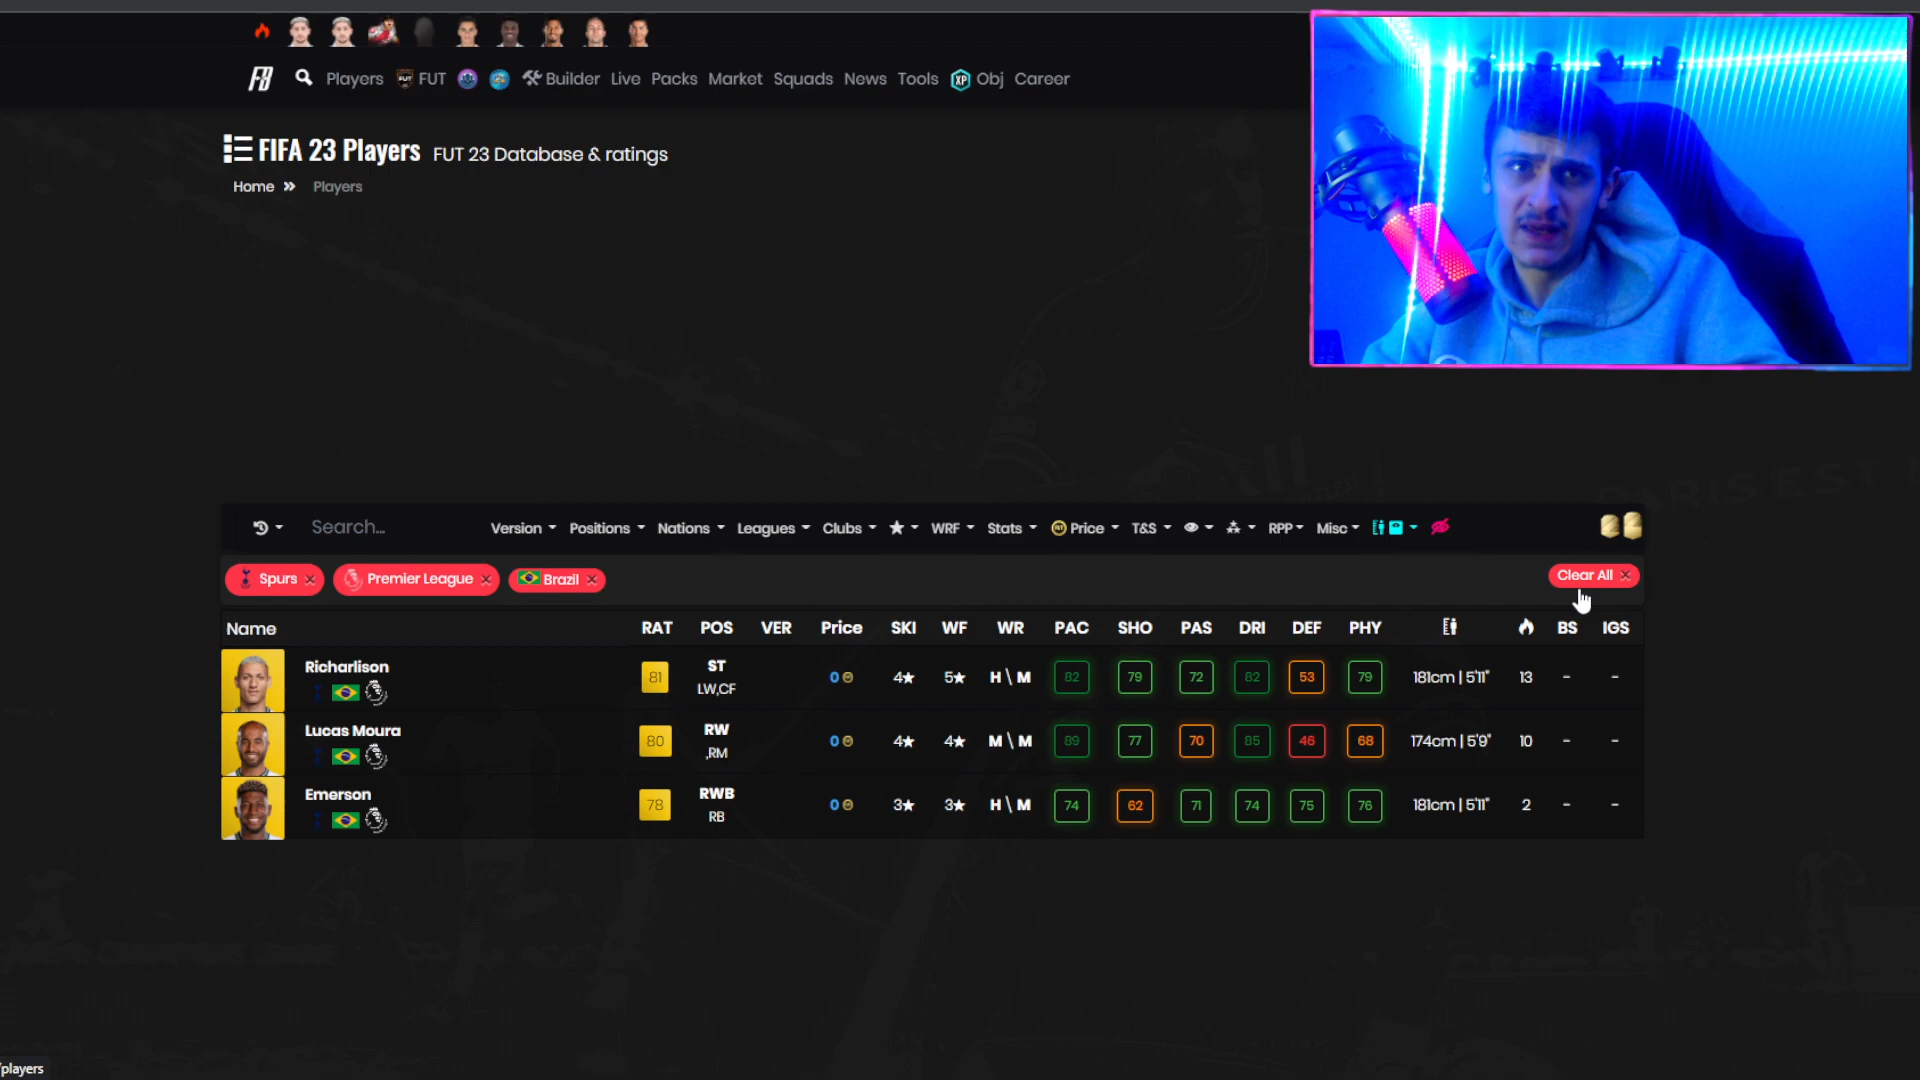 Players FUT Builder Live Packs Market Squads News Tools XP Obj Career
FIFA 23 Players FUT 23 Database & ratings
Home » Players
Search... Version Positions Nations Leagues Clubs WRF Stats Price T&S RPP Misc
Spurs × Premier League × Brazil × Clear All ×
Name RAT POS VER Price SKI WF WR PAC SHO PAS DRI DEF PHY BS IGS
Richarlison 81 ST 0 4★ 5★ H \ M 82 79 72 82 53 79 181cm | 5'11" 13 - -
LW,CF
Lucas Moura 80 RW 0 4★ 4★ M \ M 89 77 70 85 46 68 174cm | 5'9" 10 - -
,RM
Emerson 78 RWB 0 3★ 3★ H \ M 74 62 71 74 75 76 181cm | 5'11" 2 - -
RB
/players